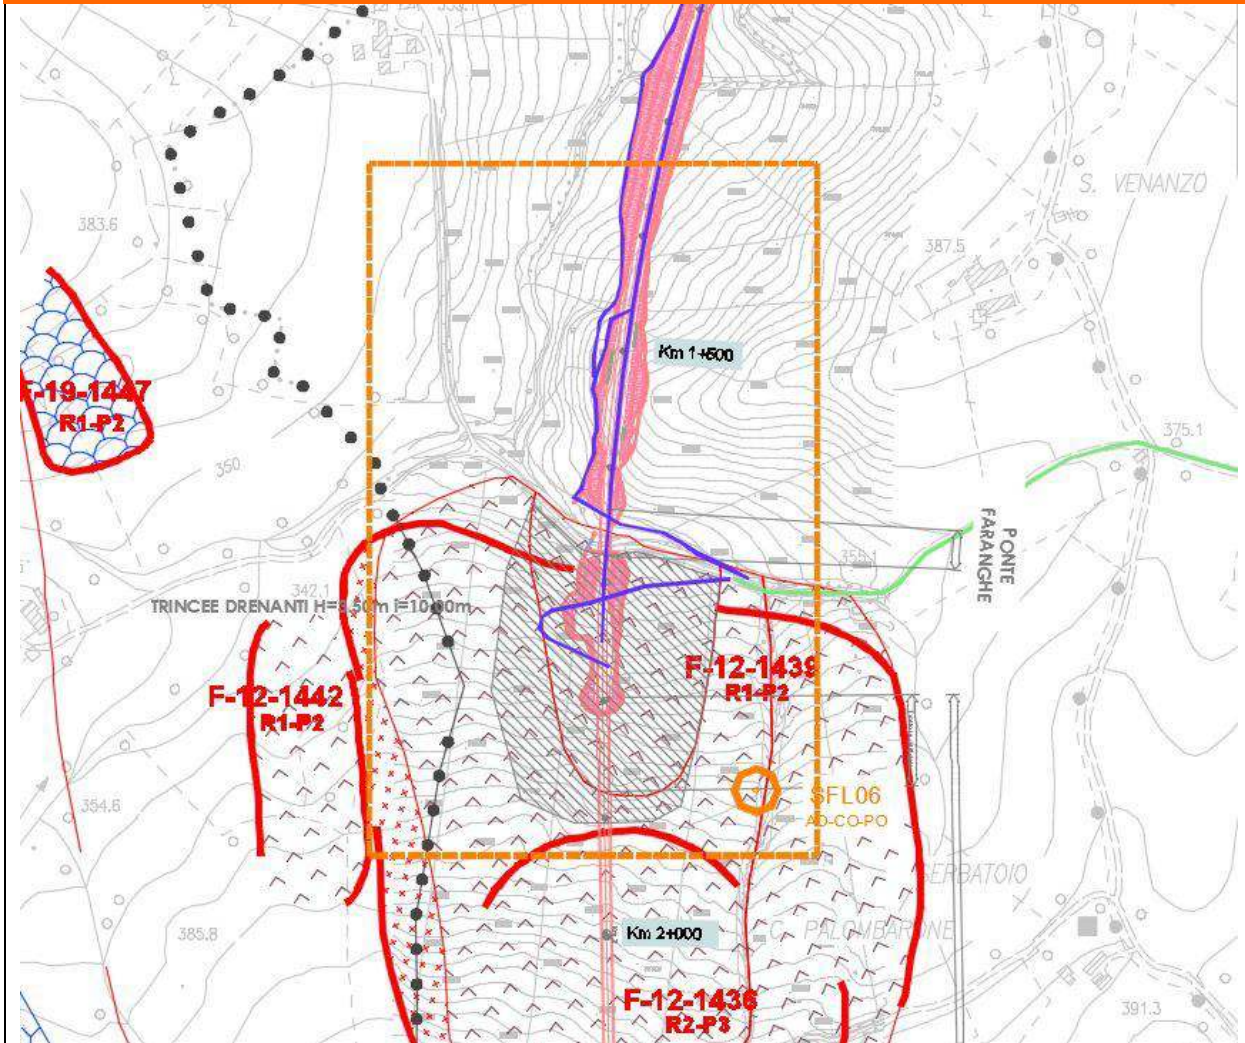 S. VENANZO
383.6
387.5
Km 1+500
F-19-1447
R1-P2
375.1
350
PONTE
FARANGHE
355.1
342.1
TRINCEE DRENANTI H=3.50m i=10.00m
F-12-1439
R1-P2
F-12-1442
R1-P2
SFL06
AD-CO-PO
354.6
SERBATOIO
Km 2+000
C. PALOMBARONE
385.8
F-12-1436
R2-P3
391.3